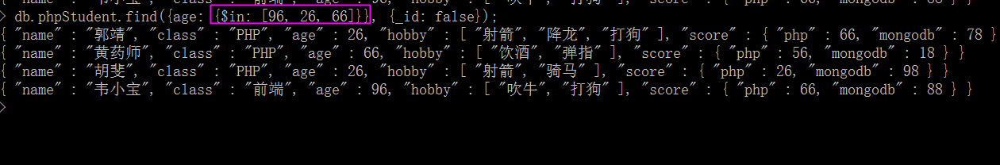 > db.phpStudent.find({age: {$in: [96, 26, 66]}}, {_id: false});
{ "name" : "郭靖", "class" : "PHP", "age" : 26, "hobby" : [ "射箭", "降龙", "打狗" ], "score" : { "php" : 66, "mongodb" : 78 }
{ "name" : "黄药师", "class" : "PHP", "age" : 66, "hobby" : [ "饮酒", "弹指" ], "score" : { "php" : 56, "mongodb" : 18 } }
{ "name" : "胡斐", "class" : "PHP", "age" : 26, "hobby" : [ "射箭", "骑马" ], "score" : { "php" : 26, "mongodb" : 98 } }
{ "name" : "韦小宝", "class" : "前端", "age" : 96, "hobby" : [ "吹牛", "打狗" ], "score" : { "php" : 66, "mongodb" : 88 } }
>